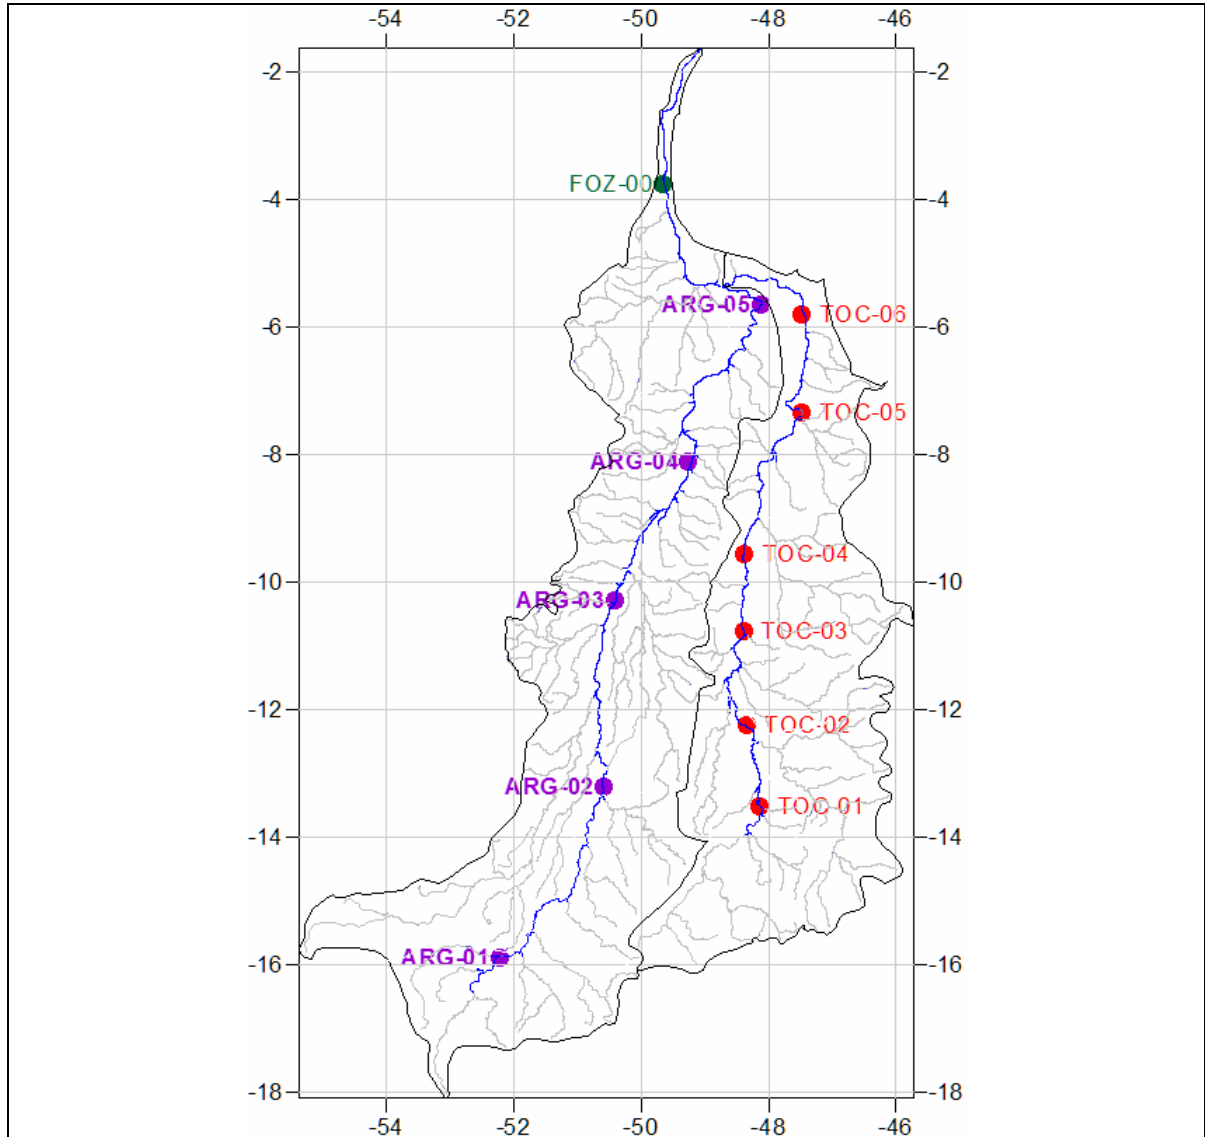 -54 -52 -50 -48 -46
-2 -2
FOZ-00
-4 -4
ARG-05 TOC-06
-6 -6
TOC-05
ARG-04
-8 -8
TOC-04
-10 -10
ARG-03
TOC-03
-12 -12
TOC-02
ARG-02
TOC-01
-14 -14
ARG-01
-16 -16
-18 -18
-54 -52 -50 -48 -46